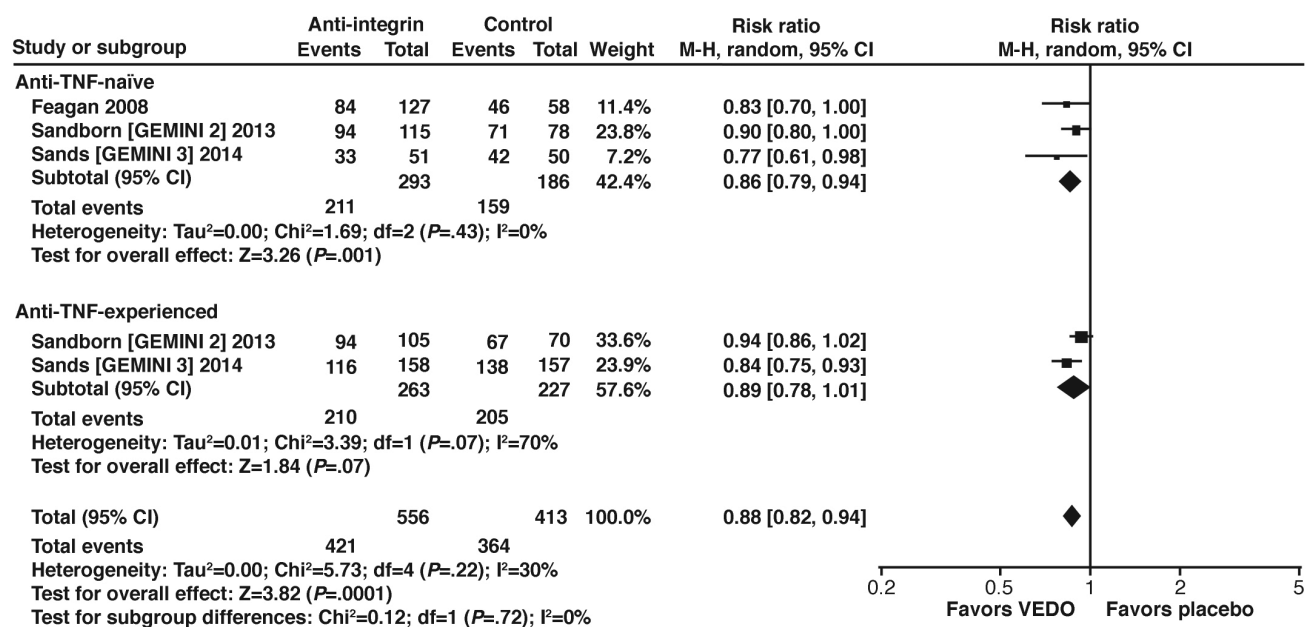 Anti-integrin Control Risk ratio Risk ratio
Study or subgroup Events Total Events Total Weight M-H, random, 95% CI M-H, random, 95% CI
Anti-TNF-naïve
Feagan 2008 84 127 46 58 11.4% 0.83 [0.70, 1.00]
Sandborn [GEMINI 2] 2013 94 115 71 78 23.8% 0.90 [0.80, 1.00]
Sands [GEMINI 3] 2014 33 51 42 50 7.2% 0.77 [0.61, 0.98]
Subtotal (95% CI) 293 186 42.4% 0.86 [0.79, 0.94]
Total events 211 159
Heterogeneity: Tau²=0.00; Chi²=1.69; df=2 (P=.43); I²=0%
Test for overall effect: Z=3.26 (P=.001)
Anti-TNF-experienced
Sandborn [GEMINI 2] 2013 94 105 67 70 33.6% 0.94 [0.86, 1.02]
Sands [GEMINI 3] 2014 116 158 138 157 23.9% 0.84 [0.75, 0.93]
Subtotal (95% CI) 263 227 57.6% 0.89 [0.78, 1.01]
Total events 210 205
Heterogeneity: Tau²=0.01; Chi²=3.39; df=1 (P=.07); I²=70%
Test for overall effect: Z=1.84 (P=.07)
Total (95% CI) 556 413 100.0% 0.88 [0.82, 0.94]
Total events 421 364
Heterogeneity: Tau²=0.00; Chi²=5.73; df=4 (P=.22); I²=30%
Test for overall effect: Z=3.82 (P=.0001)
Test for subgroup differences: Chi²=0.12; df=1 (P=.72); I²=0%
0.2 0.5 1 2 5
Favors VEDO Favors placebo